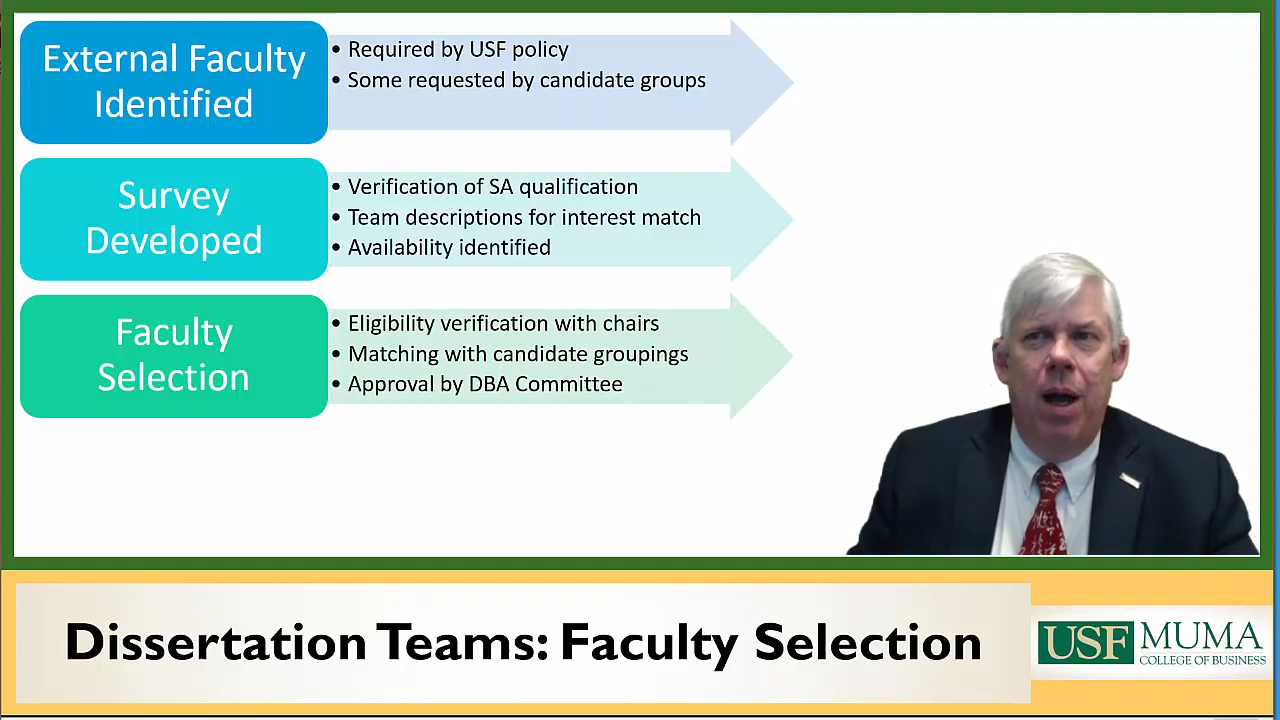 External Faculty
Identified
• Required by USF policy
• Some requested by candidate groups
Survey
Developed
• Verification of SA qualification
• Team descriptions for interest match
• Availability identified
Faculty
Selection
• Eligibility verification with chairs
• Matching with candidate groupings
• Approval by DBA Committee
Dissertation Teams: Faculty Selection
USF MUMA
COLLEGE OF BUSINESS